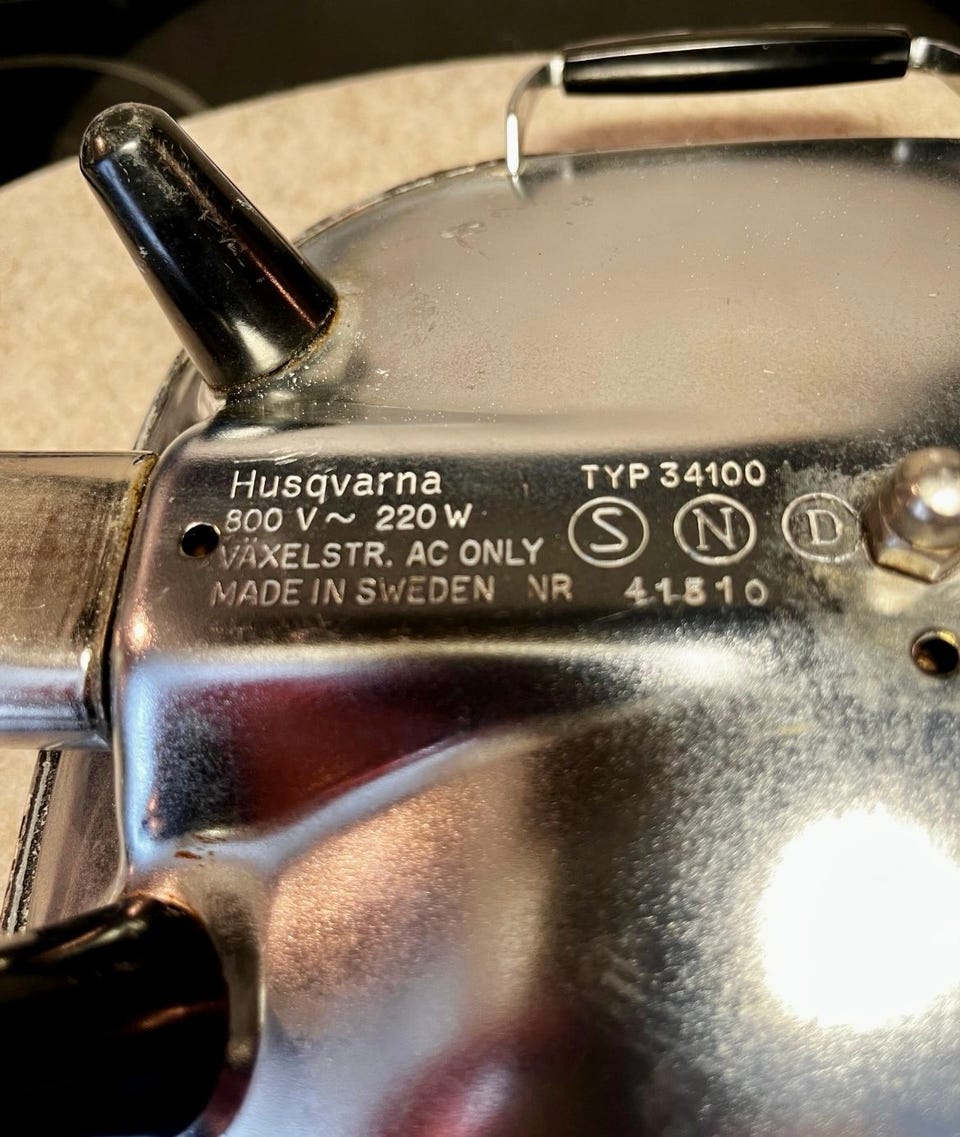 Husqvarna
800 V~ 220 W
VÄXELSTR. AC ONLY
MADE IN SWEDEN NR 41510
TYP 34100
S N D